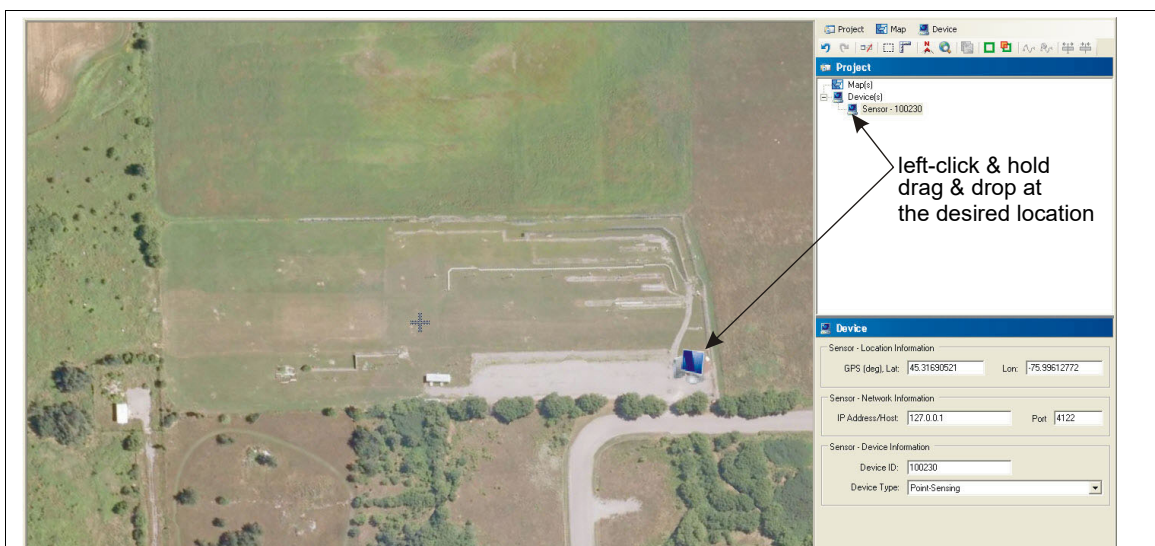 Project Map Device
Project
Map(s)
Device(s)
Sensor - 100230
left-click & hold
drag & drop at
the desired location
Device
Sensor - Location Information
GPS (deg), Lat: 45.31690521 Lon: -75.99612772
Sensor - Network Information
IP Address/Host: 127.0.0.1 Port 4122
Sensor - Device Information
Device ID: 100230
Device Type: Point-Sensing